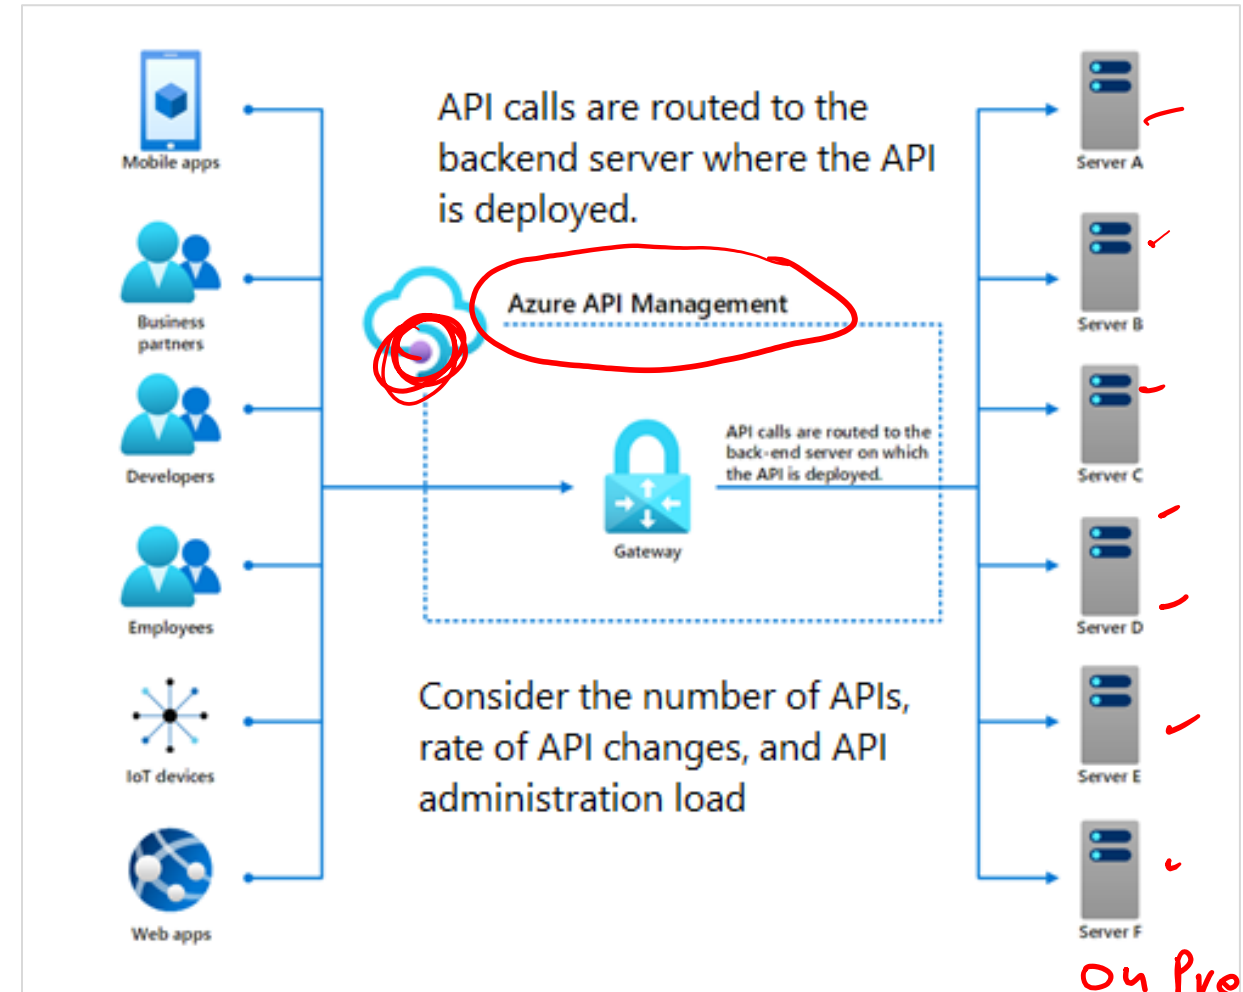 API calls are routed to the
backend server where the API
is deployed.
Azure API Management
Mobile apps
Business
partners
Developers
Employees
IoT devices
Web apps
API calls are routed to the
back-end server on which
the API is deployed.
Gateway
Consider the number of APIs,
rate of API changes, and API
administration load
Server A
Server B
Server C
Server D
Server E
Server F
on Pre